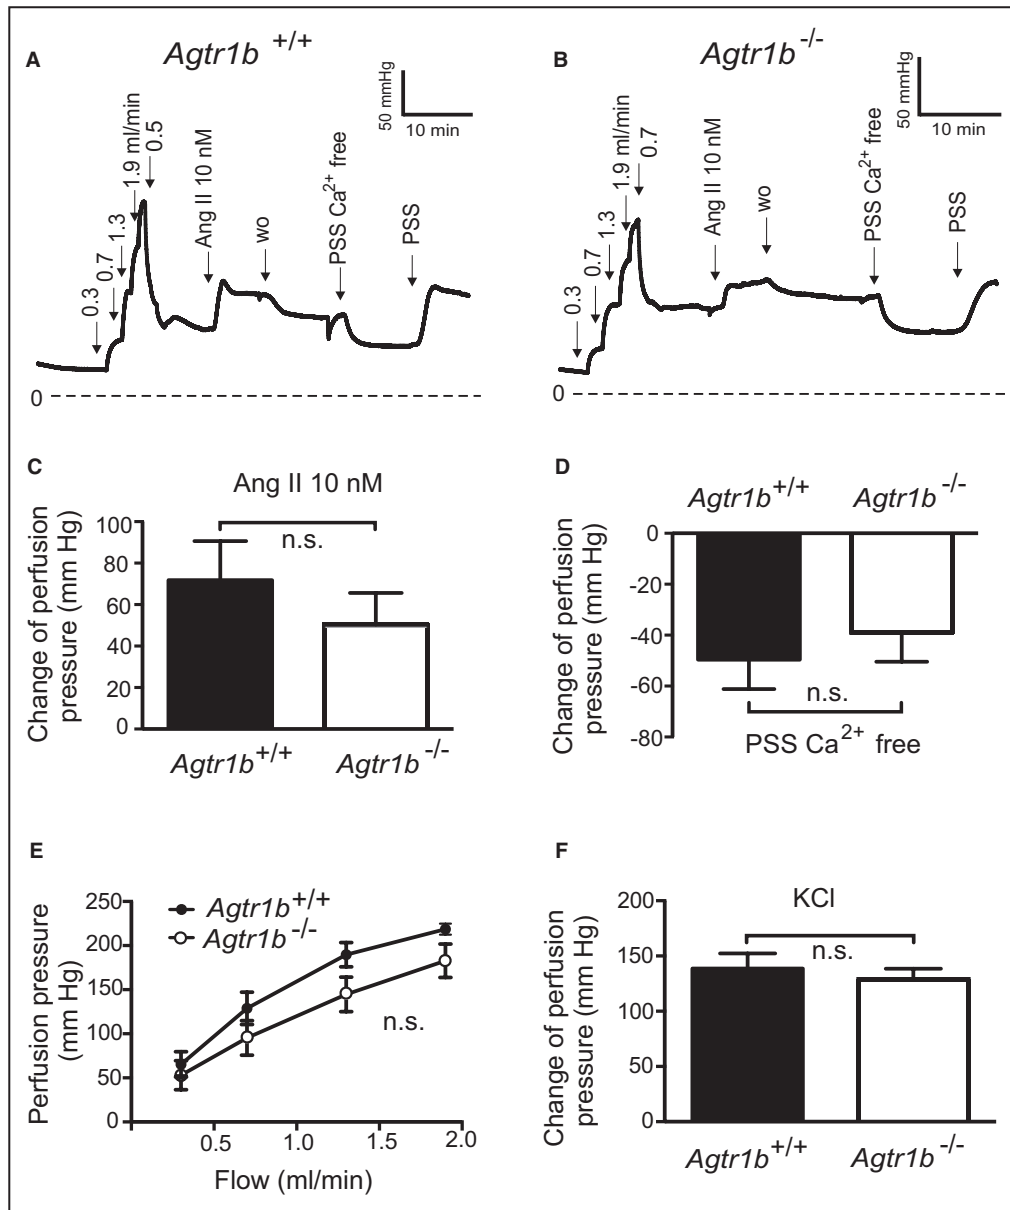 A
Agtr1b +/+
50 mmHg
10 min
0.3
0.7
1.3
1.9 ml/min
0.5
Ang II 10 nM
wo
PSS Ca2+ free
PSS
0
B
Agtr1b -/-
50 mmHg
10 min
0.3
0.7
1.3
1.9 ml/min
0.7
Ang II 10 nM
wo
PSS Ca2+ free
PSS
0
C
Ang II 10 nM
n.s.
Change of perfusion
pressure (mm Hg)
100
80
60
40
20
0
Agtr1b+/+
Agtr1b-/-
D
Agtr1b+/+
Agtr1b-/-
Change of perfusion
pressure (mm Hg)
0
-20
-40
-60
-80
n.s.
PSS Ca2+ free
E
Perfusion pressure
(mm Hg)
250
200
150
100
50
0
Agtr1b+/+
Agtr1b-/-
n.s.
0.5
1.0
1.5
2.0
Flow (ml/min)
F
KCl
n.s.
Change of perfusion
pressure (mm Hg)
200
150
100
50
0
Agtr1b+/+
Agtr1b-/-